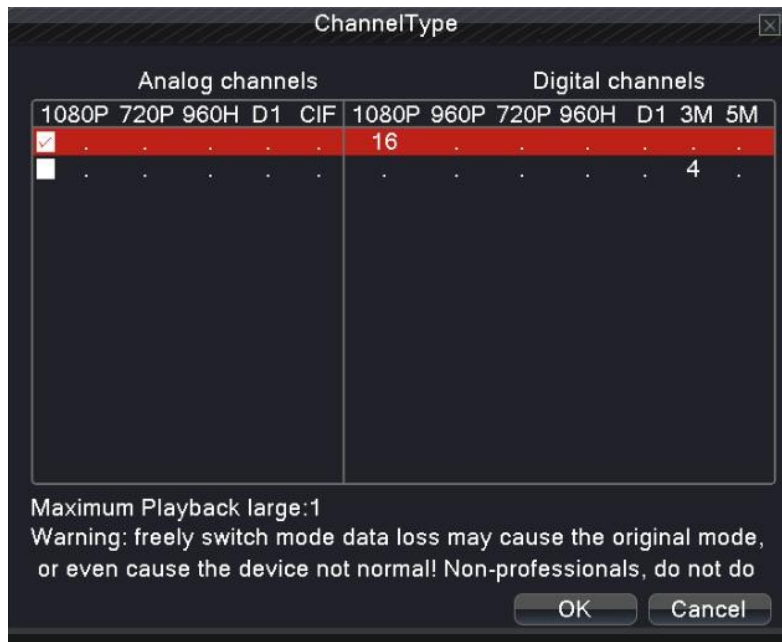 ChannelType
Analog channels Digital channels
1080P 720P 960H D1 CIF 1080P 960P 720P 960H D1 3M 5M
. . . . . 16 . . . . . .
. . . . . . . . . . 4 .
Maximum Playback large:1
Warning: freely switch mode data loss may cause the original mode,
or even cause the device not normal! Non-professionals, do not do
OK Cancel